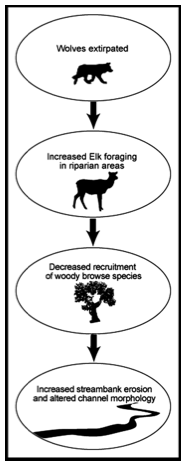 Wolves extirpated
Increased Elk foraging
in riparian areas
Decreased recruitment
of woody browse species
Increased streambank erosion
and altered channel morphology